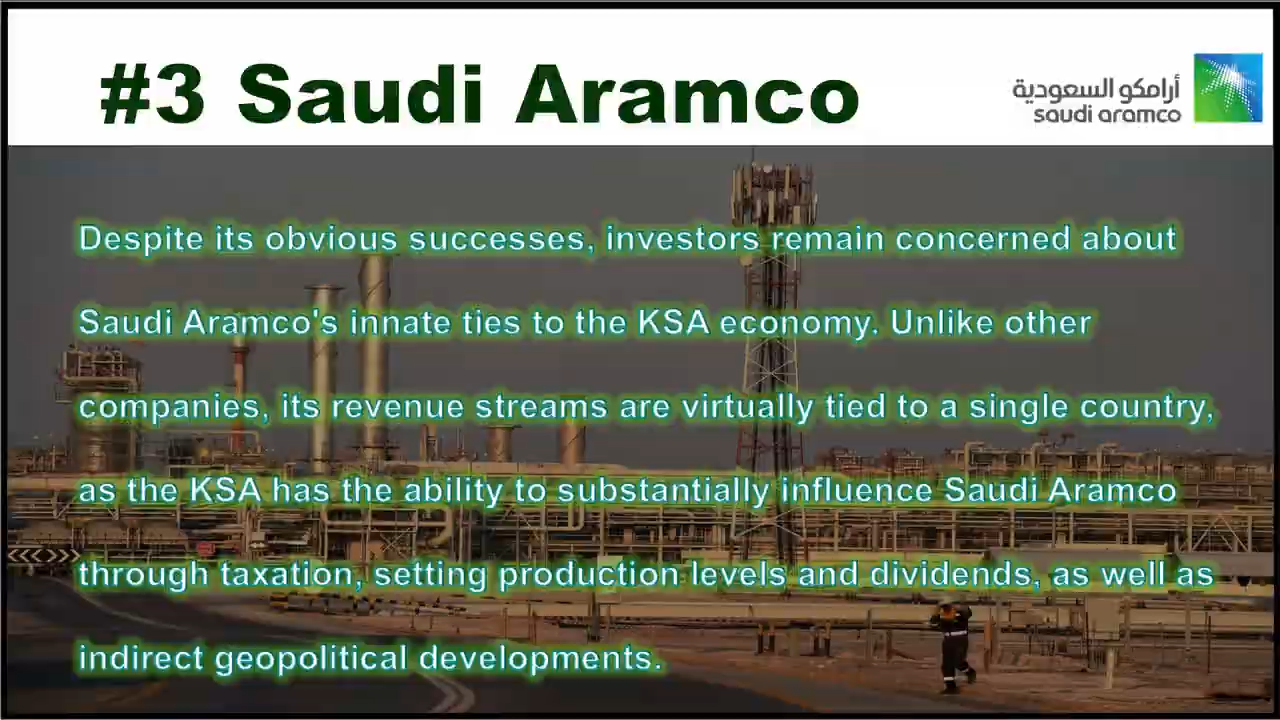 #3 Saudi Aramco
أرامكو السعودية
saudi aramco
Despite its obvious successes, investors remain concerned about
Saudi Aramco's innate ties to the KSA economy. Unlike other
companies, its revenue streams are virtually tied to a single country,
as the KSA has the ability to substantially influence Saudi Aramco
through taxation, setting production levels and dividends, as well as
indirect geopolitical developments.